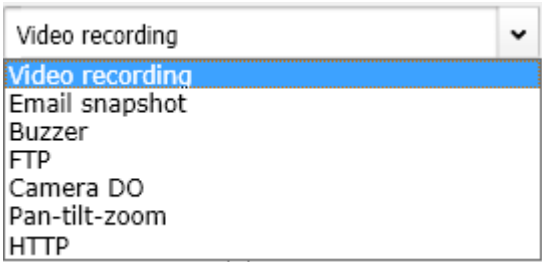 Video recording
Video recording
Email snapshot
Buzzer
FTP
Camera DO
Pan-tilt-zoom
HTTP